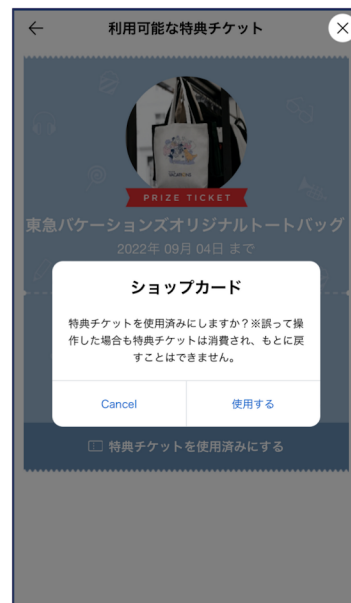 利用可能な特典チケット
PRIZE TICKET
東急バケーションズオリジナルトートバッグ
2022年 09月 04日 まで
ショップカード
特典チケットを使用済みにしますか？※誤って操
作した場合も特典チケットは消費され、もとに戻
すことはできません。
Cancel
使用する
特典チケットを使用済みにする